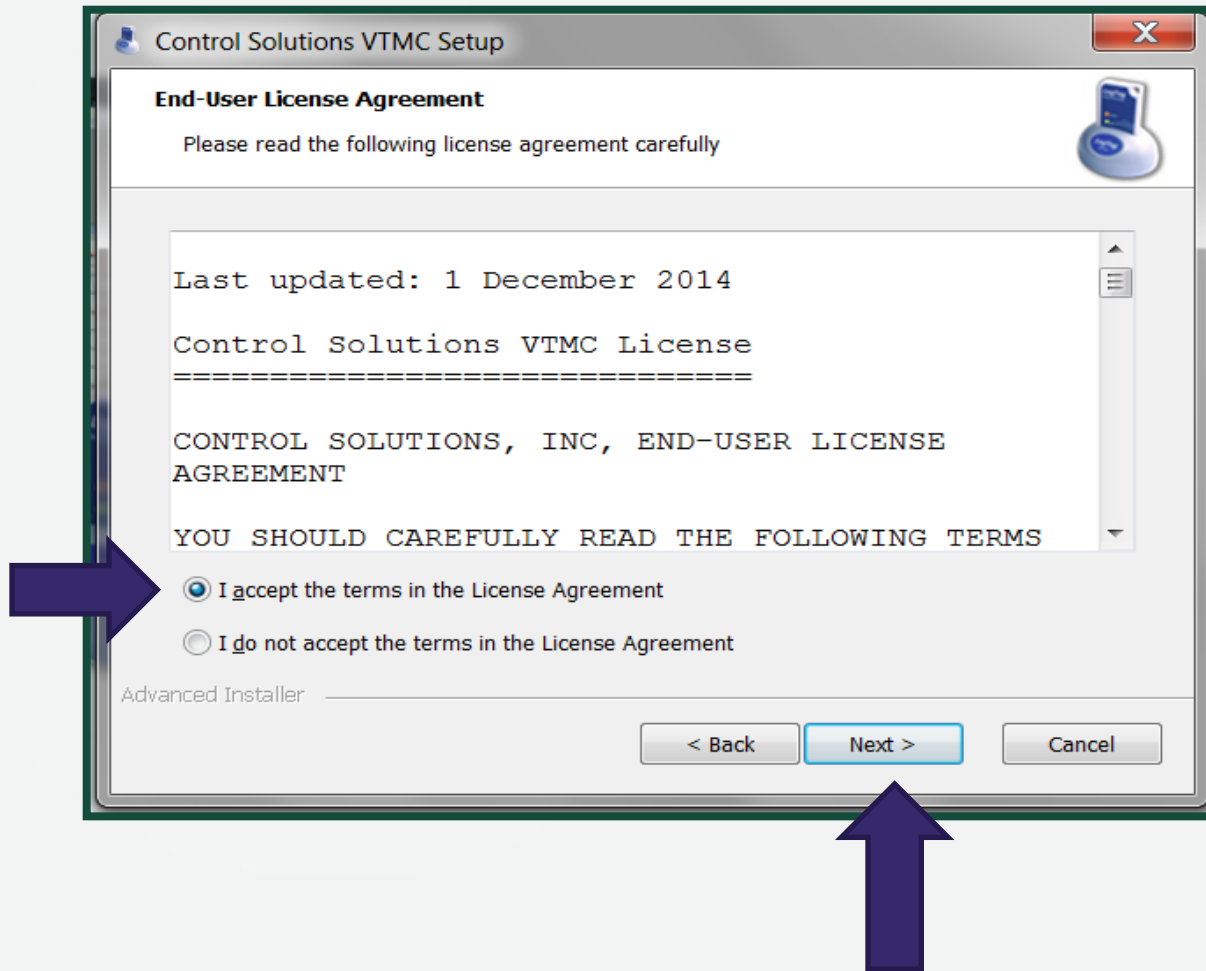 Control Solutions VTMC Setup
End-User License Agreement
Please read the following license agreement carefully
Last updated: 1 December 2014
Control Solutions VTMC License
==============================
CONTROL SOLUTIONS, INC, END-USER LICENSE
AGREEMENT
YOU SHOULD CAREFULLY READ THE FOLLOWING TERMS
I accept the terms in the License Agreement
I do not accept the terms in the License Agreement
Advanced Installer
< Back Next > Cancel